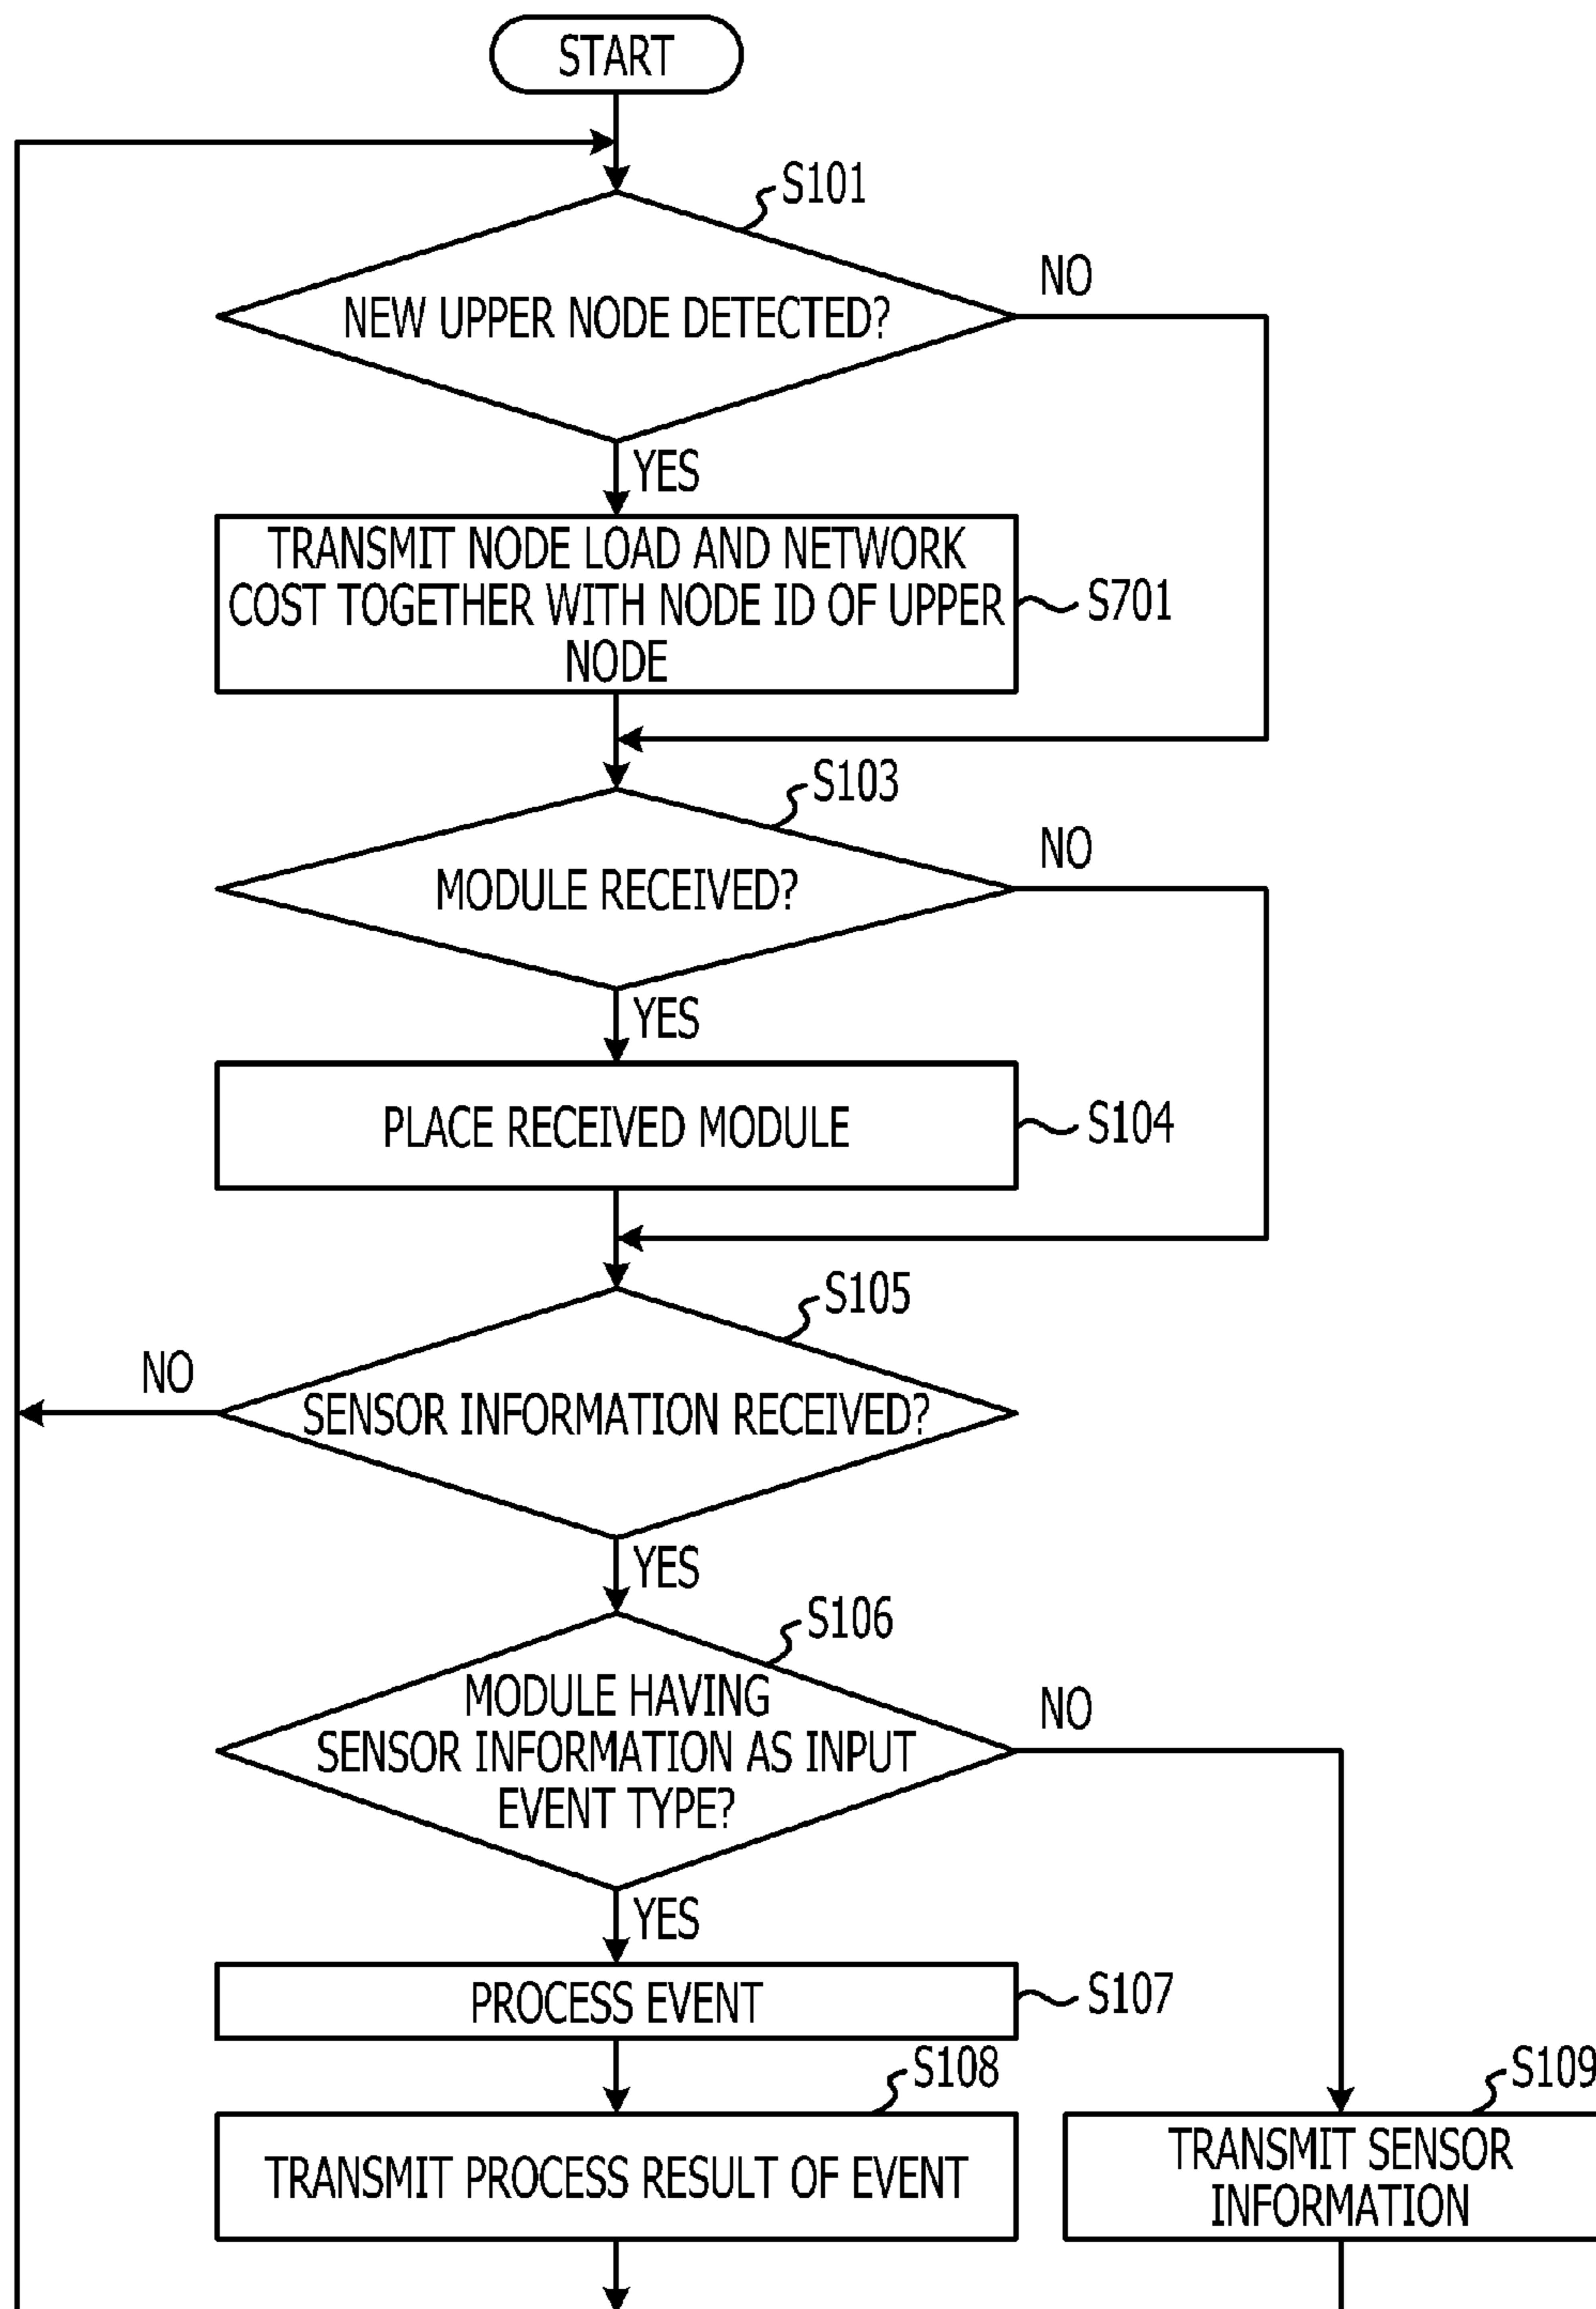 START
S101
NEW UPPER NODE DETECTED?
NO
YES
TRANSMIT NODE LOAD AND NETWORK
COST TOGETHER WITH NODE ID OF UPPER
NODE
S701
S103
MODULE RECEIVED?
NO
YES
PLACE RECEIVED MODULE
S104
S105
NO
SENSOR INFORMATION RECEIVED?
YES
S106
MODULE HAVING
SENSOR INFORMATION AS INPUT
EVENT TYPE?
NO
YES
PROCESS EVENT
S107
S108
TRANSMIT PROCESS RESULT OF EVENT
S109
TRANSMIT SENSOR
INFORMATION